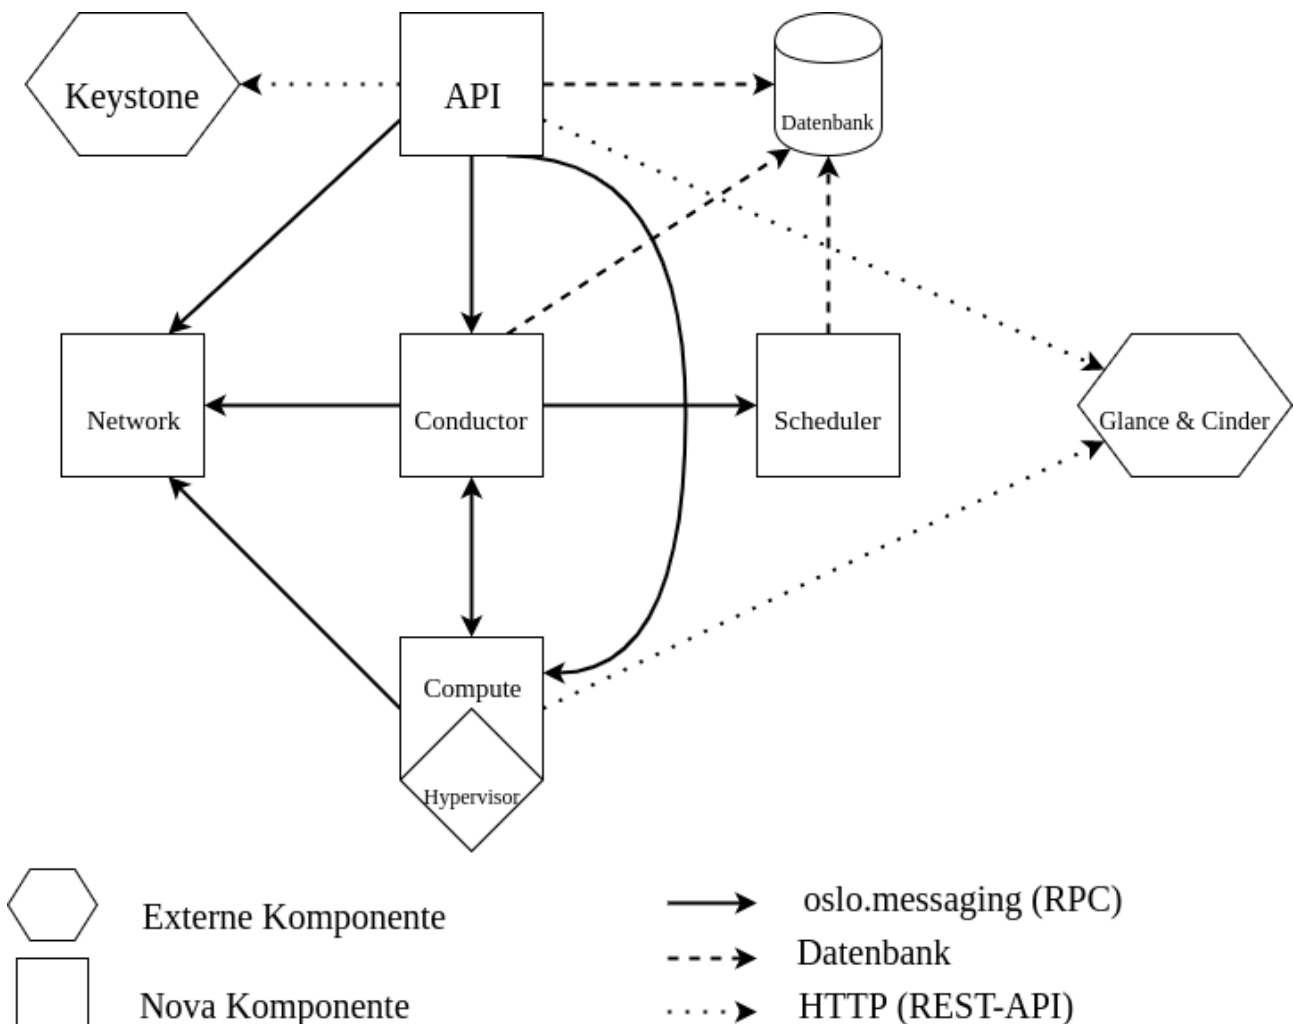 Keystone
API
Datenbank
Network
Conductor
Scheduler
Glance & Cinder
Compute
Hypervisor
Externe Komponente
Nova Komponente
oslo.messaging (RPC)
Datenbank
HTTP (REST-API)